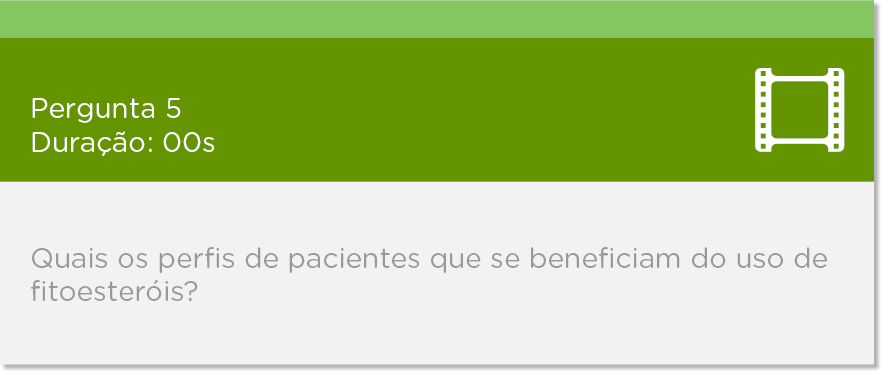 Pergunta 5
Duração: 00s
Quais os perfis de pacientes que se beneficiam do uso de
fitoesteróis?